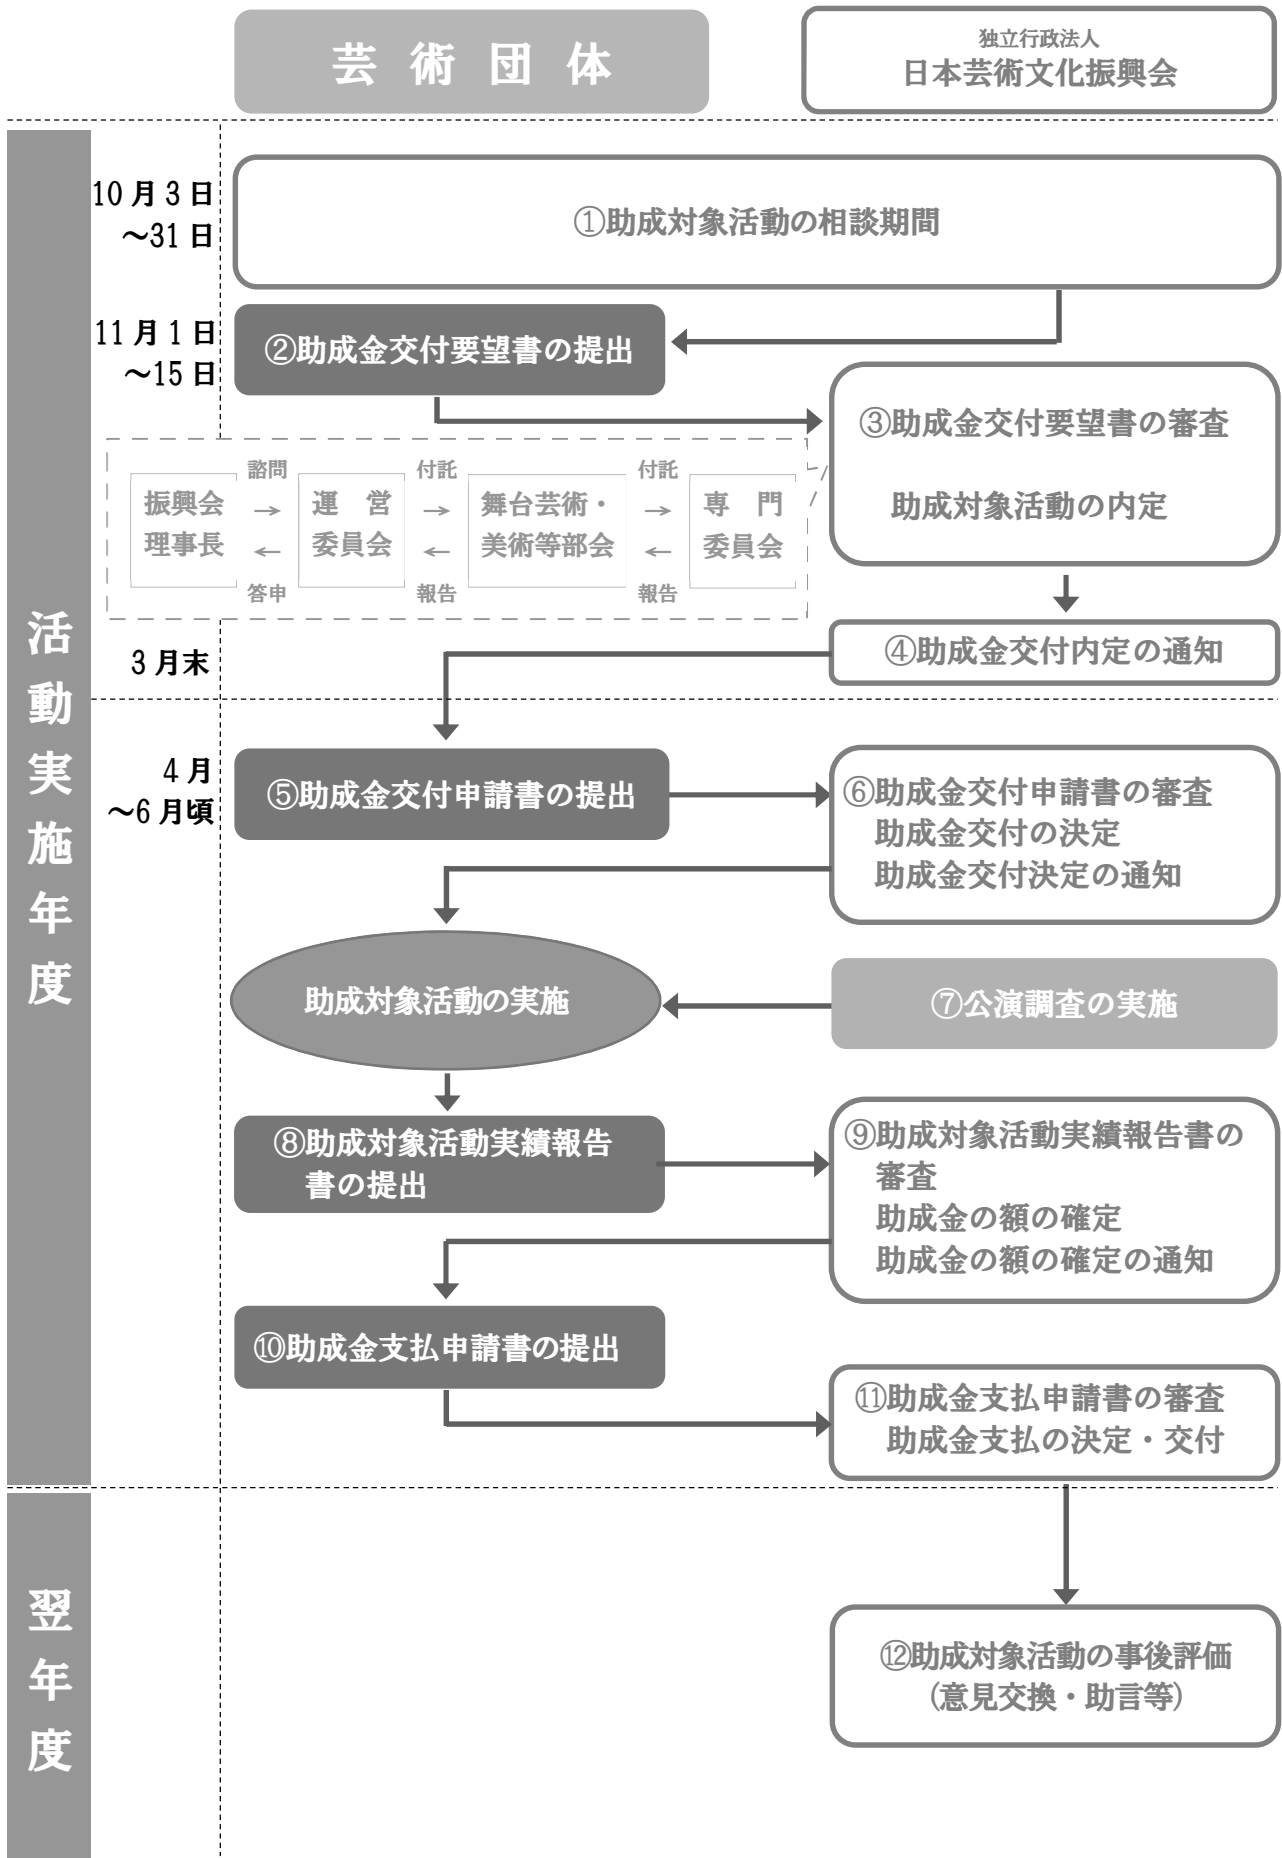 芸術団体
独立行政法人
日本芸術文化振興会
活動実施年度
10月3日
～31日
①助成対象活動の相談期間
11月1日
～15日
②助成金交付要望書の提出
③助成金交付要望書の審査
助成対象活動の内定
諮問
付託
付託
振興会
理事長
→
←
運営
委員会
→
←
舞台芸術・
美術等部会
→
←
専門
委員会
答申
報告
報告
3月末
④助成金交付内定の通知
4月
～6月頃
⑤助成金交付申請書の提出
⑥助成金交付申請書の審査
助成金交付の決定
助成金交付決定の通知
助成対象活動の実施
⑦公演調査の実施
⑧助成対象活動実績報告
書の提出
⑨助成対象活動実績報告書の
審査
助成金の額の確定
助成金の額の確定の通知
⑩助成金支払申請書の提出
⑪助成金支払申請書の審査
助成金支払の決定・交付
翌年度
⑫助成対象活動の事後評価
(意見交換・助言等)